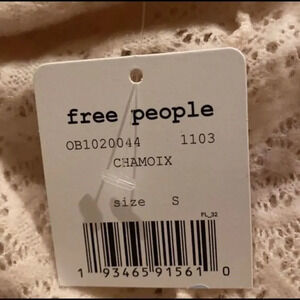 free people
OB1020044 1103
CHAMOIX
size S
FL_32
1 93465 91561 0